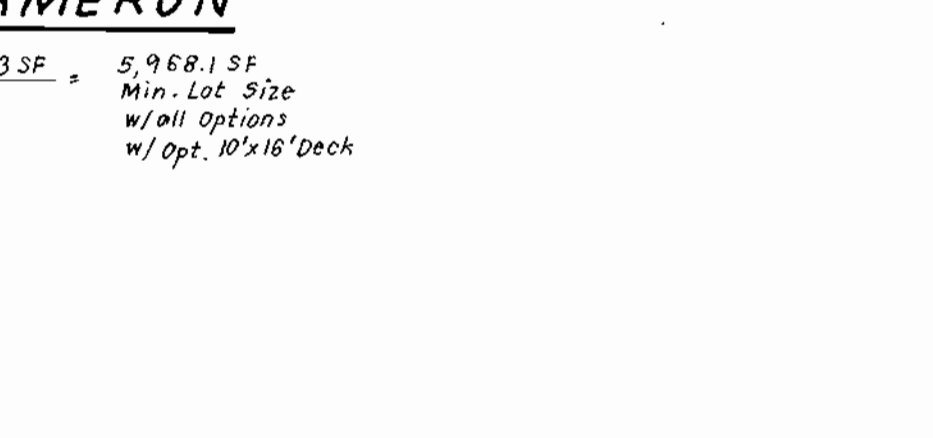 3 SF = 5,968.1 SF
Min. Lot Size
w/all Options
w/ Opt. 10'x16' Deck